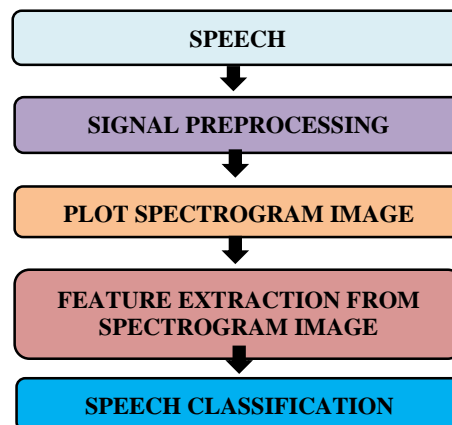 SPEECH
SIGNAL PREPROCESSING
PLOT SPECTROGRAM IMAGE
FEATURE EXTRACTION FROM
SPECTROGRAM IMAGE
SPEECH CLASSIFICATION